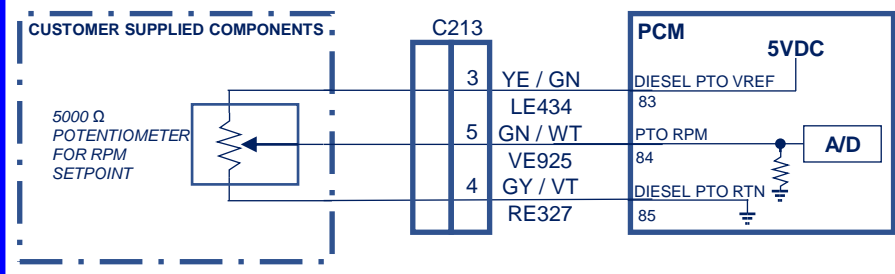 CUSTOMER SUPPLIED COMPONENTS
C213
PCM
5VDC
3
YE / GN
DIESEL PTO VREF
LE434
83
5000 Ω
POTENTIOMETER
FOR RPM
SETPOINT
5
GN / WT
PTO RPM
A/D
VE925
84
4
GY / VT
DIESEL PTO RTN
RE327
85